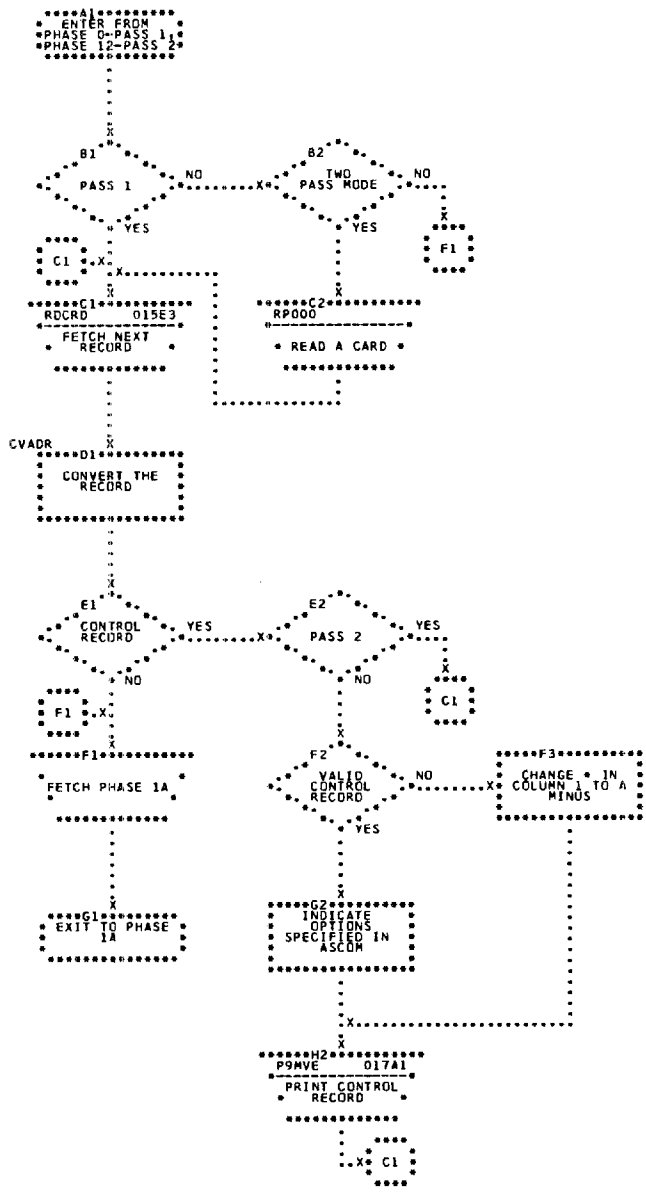 A1
ENTER FROM
PHASE 0-PASS 1,
PHASE 12-PASS 2
X
B1
PASS 1
NO
X
B2
TWO
PASS MODE
NO
X
F1
YES
YES
C1
X
X
X
X
C1
RDCRD 015E3
FETCH NEXT
RECORD
C2
RP000
READ A CARD
X
CVADR
D1
CONVERT THE
RECORD
X
E1
CONTROL
RECORD
YES
X
E2
PASS 2
YES
X
C1
NO
NO
F1
X
X
X
F1
FETCH PHASE 1A
F2
VALID
CONTROL
RECORD
NO
X
F3
CHANGE * IN
COLUMN 1 TO A
MINUS
YES
X
X
G1
EXIT TO PHASE
1A
G2
INDICATE
OPTIONS
SPECIFIED IN
ASCOM
X
X
H2
P9MVE 017A1
PRINT CONTROL
RECORD
X
C1